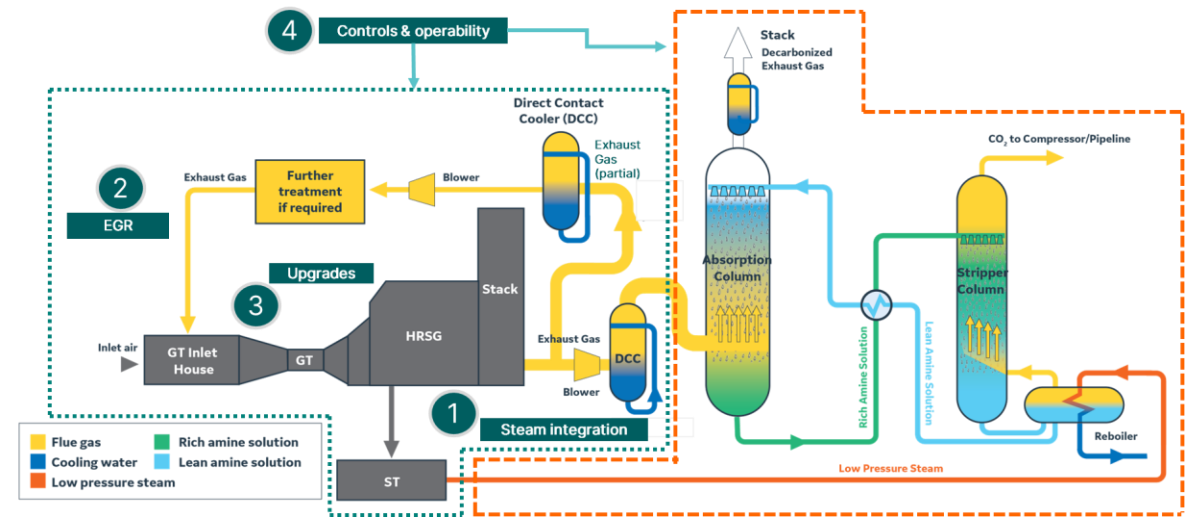 4
Controls & operability
Stack
Decarbonized
Exhaust Gas
Direct Contact
Cooler (DCC)
Exhaust
Gas
(partial)
CO2 to Compressor/Pipeline
2
EGR
Exhaust Gas
Further
treatment
if required
Blower
Upgrades
3
Stack
Absorption
Column
Stripper
Column
Inlet air
GT Inlet
House
GT
HRSG
Exhaust Gas
Blower
DCC
Rich Amine Solution
Lean Amine Solution
1
Steam integration
Reboiler
Flue gas
Rich amine solution
Cooling water
Lean amine solution
Low pressure steam
ST
Low Pressure Steam